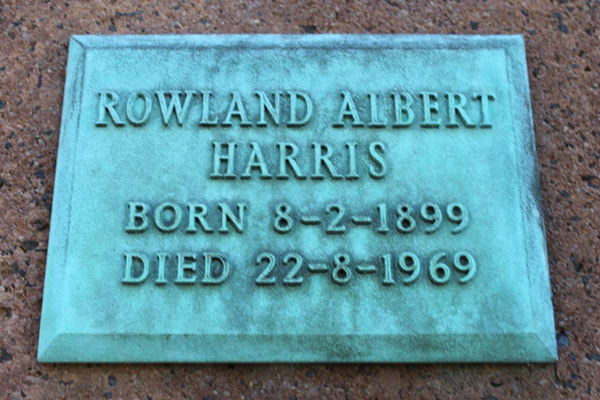 ROWLAND ALBERT
HARRIS
BORN 8-2-1899
DIED 22-8-1969